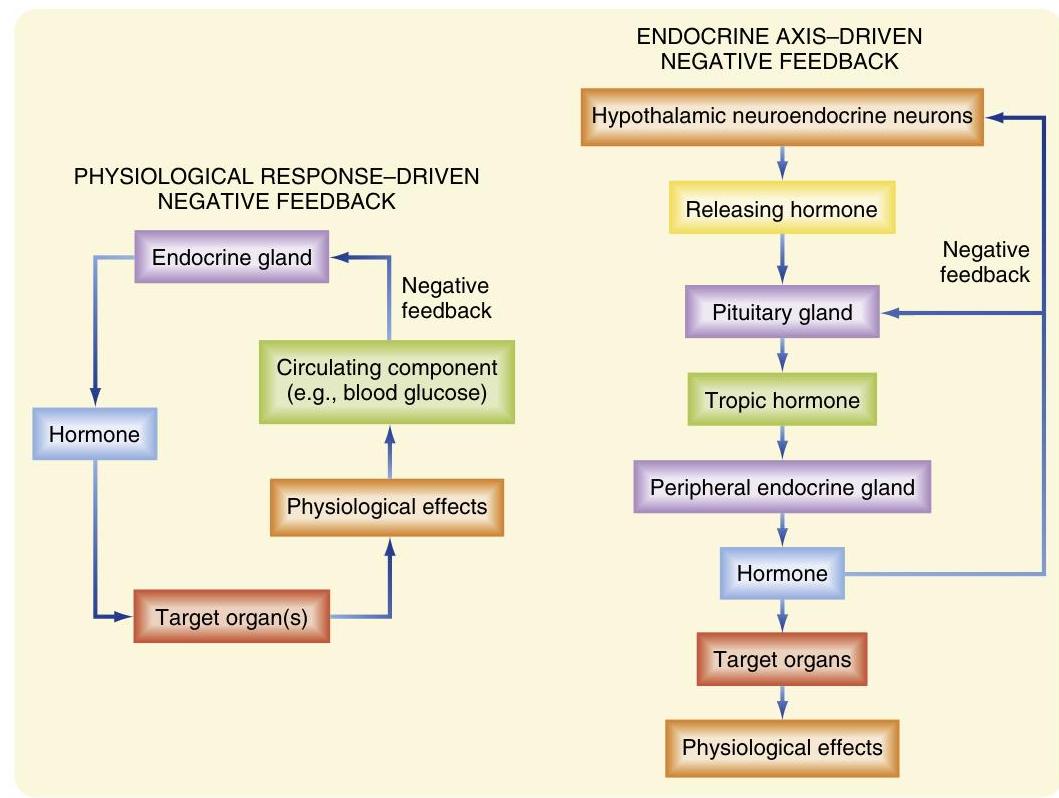 PHYSIOLOGICAL RESPONSE–DRIVEN
NEGATIVE FEEDBACK
Endocrine gland
Negative
feedback
Circulating component
(e.g., blood glucose)
Hormone
Physiological effects
Target organ(s)
ENDOCRINE AXIS–DRIVEN
NEGATIVE FEEDBACK
Hypothalamic neuroendocrine neurons
Releasing hormone
Negative
feedback
Pituitary gland
Tropic hormone
Peripheral endocrine gland
Hormone
Target organs
Physiological effects